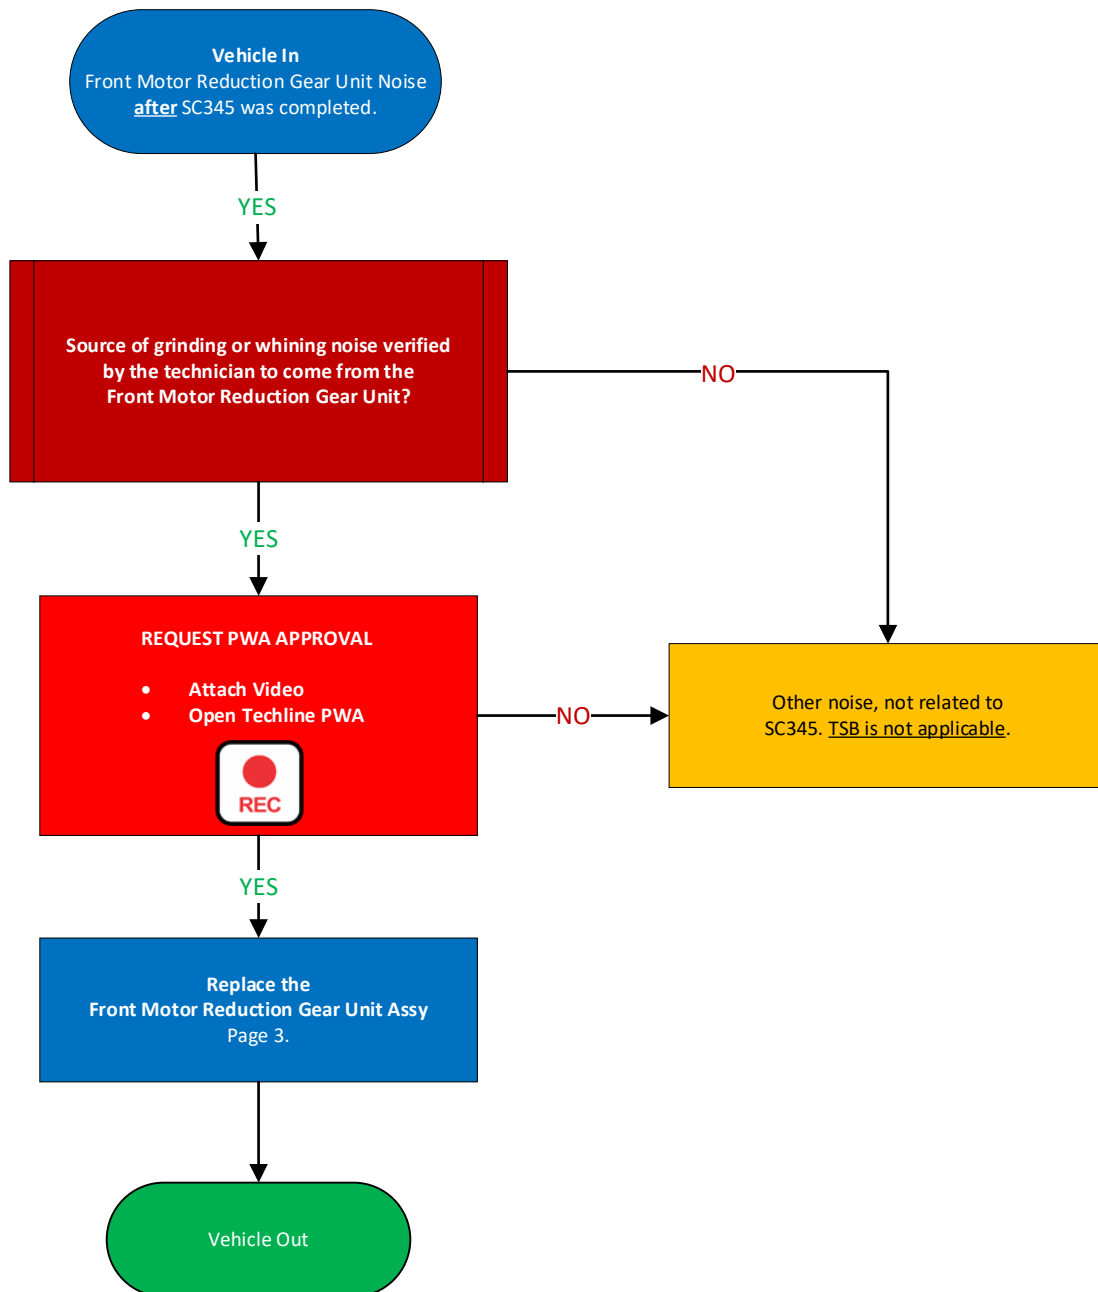 Vehicle In
Front Motor Reduction Gear Unit Noise
after SC345 was completed.
YES
Source of grinding or whining noise verified
by the technician to come from the
Front Motor Reduction Gear Unit?
NO
YES
REQUEST PWA APPROVAL
• Attach Video
• Open Techline PWA
REC
NO
Other noise, not related to
SC345. TSB is not applicable.
YES
Replace the
Front Motor Reduction Gear Unit Assy
Page 3.
Vehicle Out